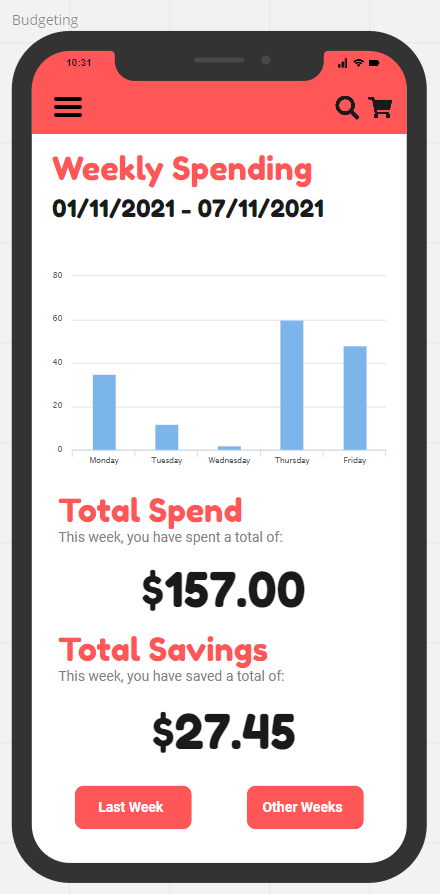 Budgeting
10:31
Weekly Spending
01/11/2021 - 07/11/2021
80
60
40
20
0
Monday Tuesday Wednesday Thursday Friday
Total Spend
This week, you have spent a total of:
$157.00
Total Savings
This week, you have saved a total of:
$27.45
Last Week Other Weeks